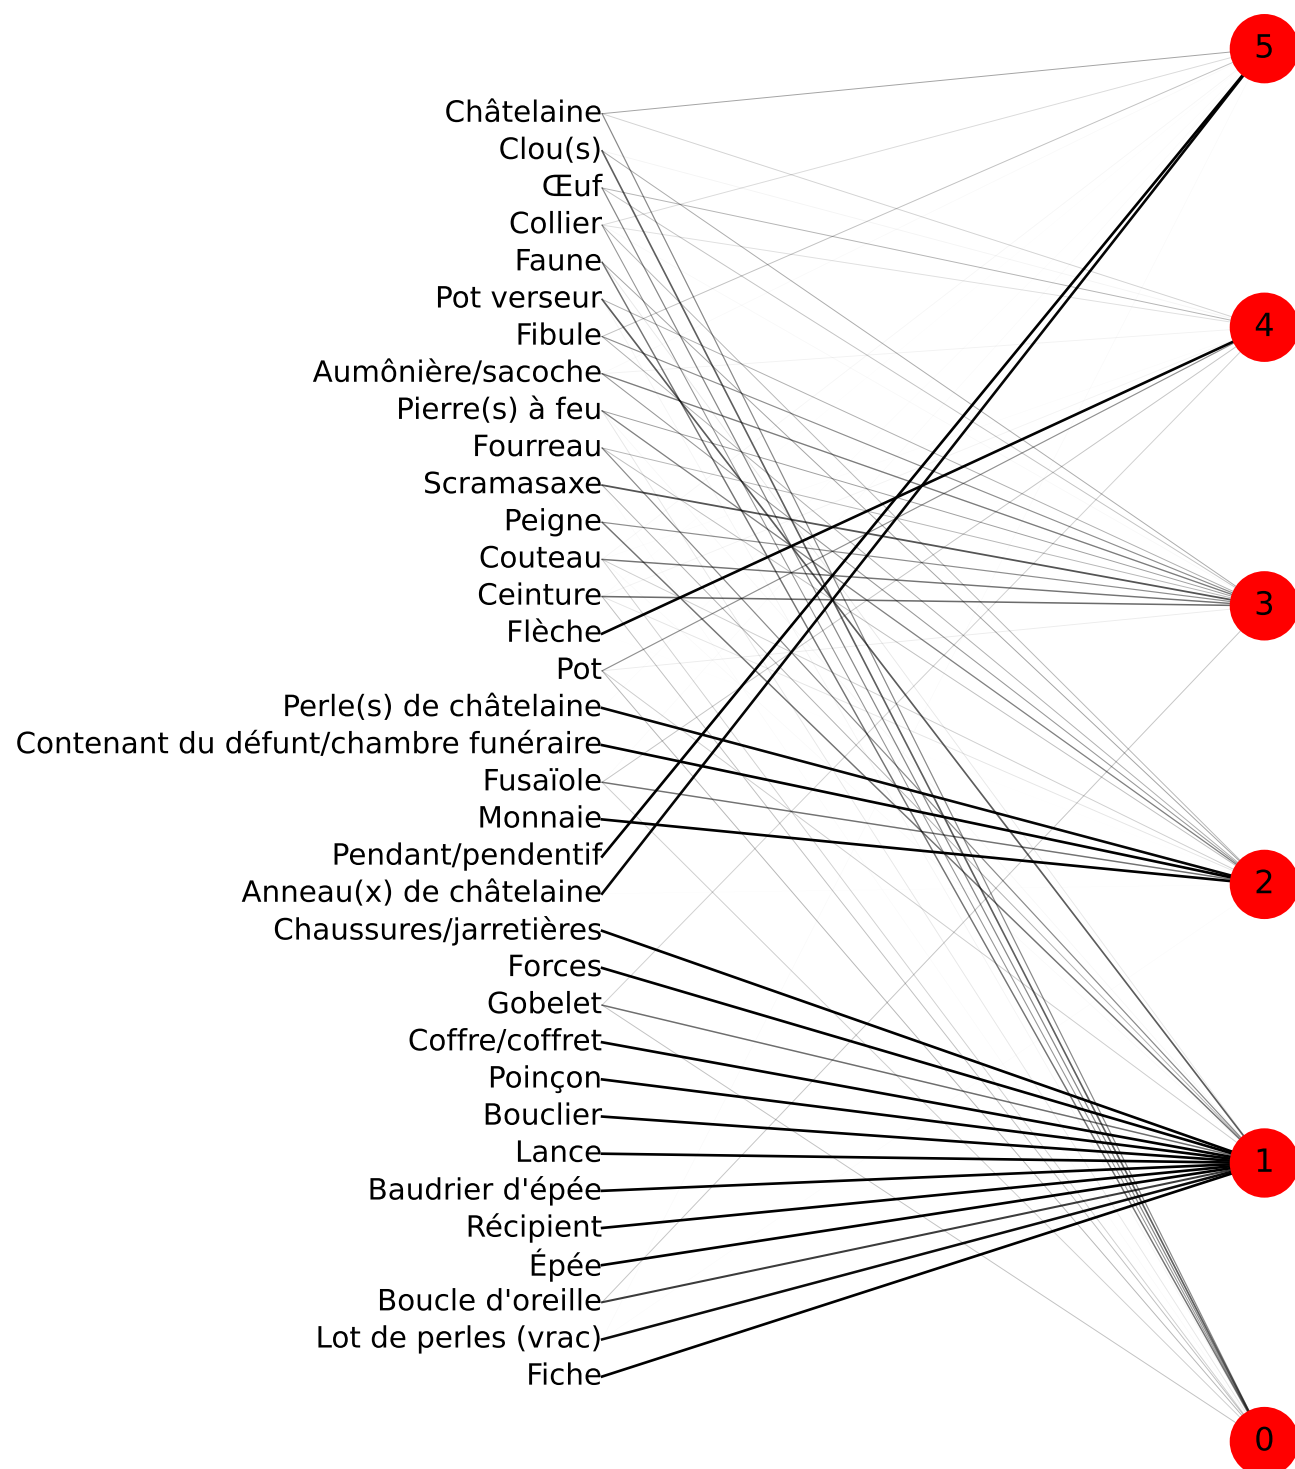 5
Châtelaine
Clou(s)
Œuf
Collier
Faune
Pot verseur
4
Fibule
Aumônière/sacoche
Pierre(s) à feu
Fourreau
Scramasaxe
Peigne
Couteau
Ceinture
3
Flèche
Pot
Perle(s) de châtelaine
Contenant du défunt/chambre funéraire
Fusaïole
Monnaie
Pendant/pendentif
2
Anneau(x) de châtelaine
Chaussures/jarretières
Forces
Gobelet
Coffre/coffret
Poinçon
Bouclier
Lance
1
Baudrier d'épée
Récipient
Épée
Boucle d'oreille
Lot de perles (vrac)
Fiche
0